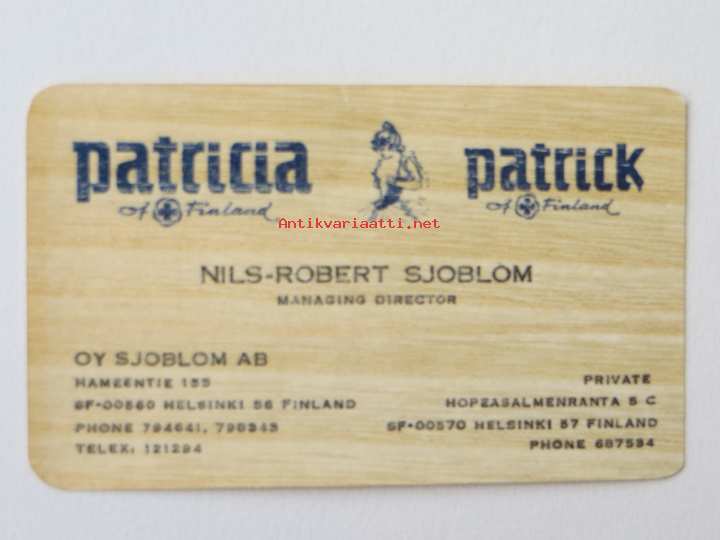 patricia
of Finland
patrick
of Finland
Antikvariaatti.net
NILS-ROBERT SJOBLOM
MANAGING DIRECTOR
OY SJOBLOM AB
HAMEENTIE 155
SF-00560 HELSINKI 56 FINLAND
PHONE 794641, 798345
TELEX: 121294
PRIVATE
HOPEASALMENRANTA 5 C
SF-00570 HELSINKI 57 FINLAND
PHONE 687534